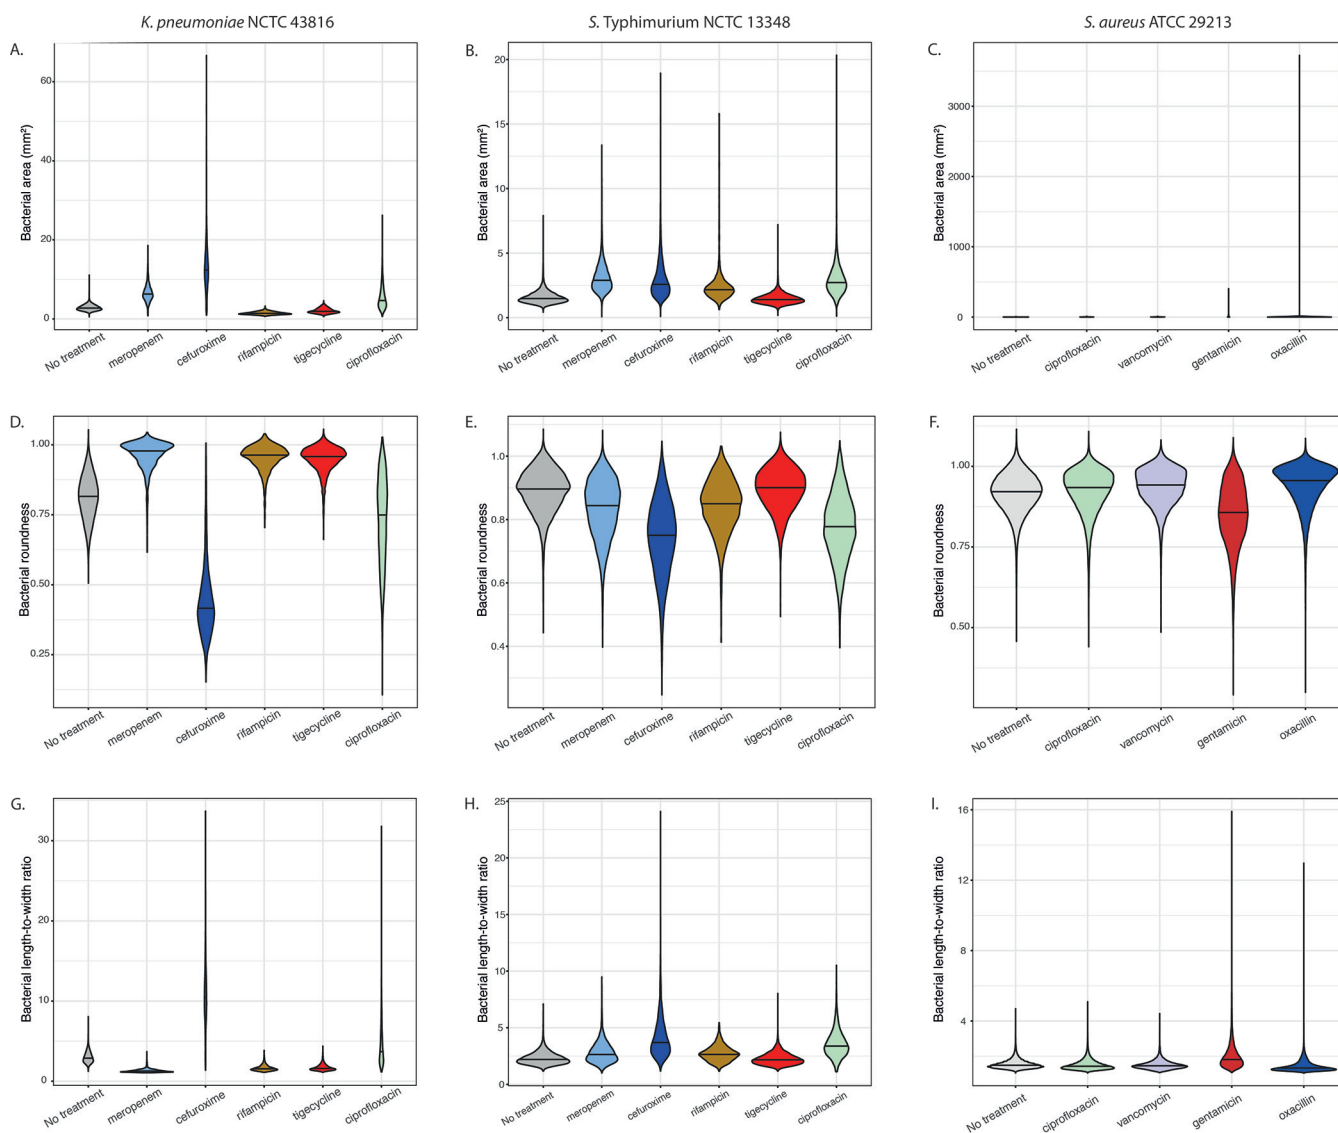 K. pneumoniae NCTC 43816
S. Typhimurium NCTC 13348
S. aureus ATCC 29213
A.
Bacterial area (mm²)
60
40
20
0
No treatment
meropenem
cefuroxime
rifampicin
tigecycline
ciprofloxacin
B.
Bacterial area (mm²)
20
15
10
5
0
No treatment
meropenem
cefuroxime
rifampicin
tigecycline
ciprofloxacin
C.
Bacterial area (mm²)
3000
2000
1000
0
No treatment
ciprofloxacin
vancomycin
gentamicin
oxacillin
D.
Bacterial roundness
1.00
0.75
0.50
0.25
No treatment
meropenem
cefuroxime
rifampicin
tigecycline
ciprofloxacin
E.
Bacterial roundness
1.0
0.8
0.6
0.4
No treatment
meropenem
cefuroxime
rifampicin
tigecycline
ciprofloxacin
F.
Bacterial roundness
1.00
0.75
0.50
No treatment
ciprofloxacin
vancomycin
gentamicin
oxacillin
G.
Bacterial length-to-width ratio
30
20
10
0
No treatment
meropenem
cefuroxime
rifampicin
tigecycline
ciprofloxacin
H.
Bacterial length-to-width ratio
25
20
15
10
5
0
No treatment
meropenem
cefuroxime
rifampicin
tigecycline
ciprofloxacin
I.
Bacterial length-to-width ratio
16
12
8
4
No treatment
ciprofloxacin
vancomycin
gentamicin
oxacillin